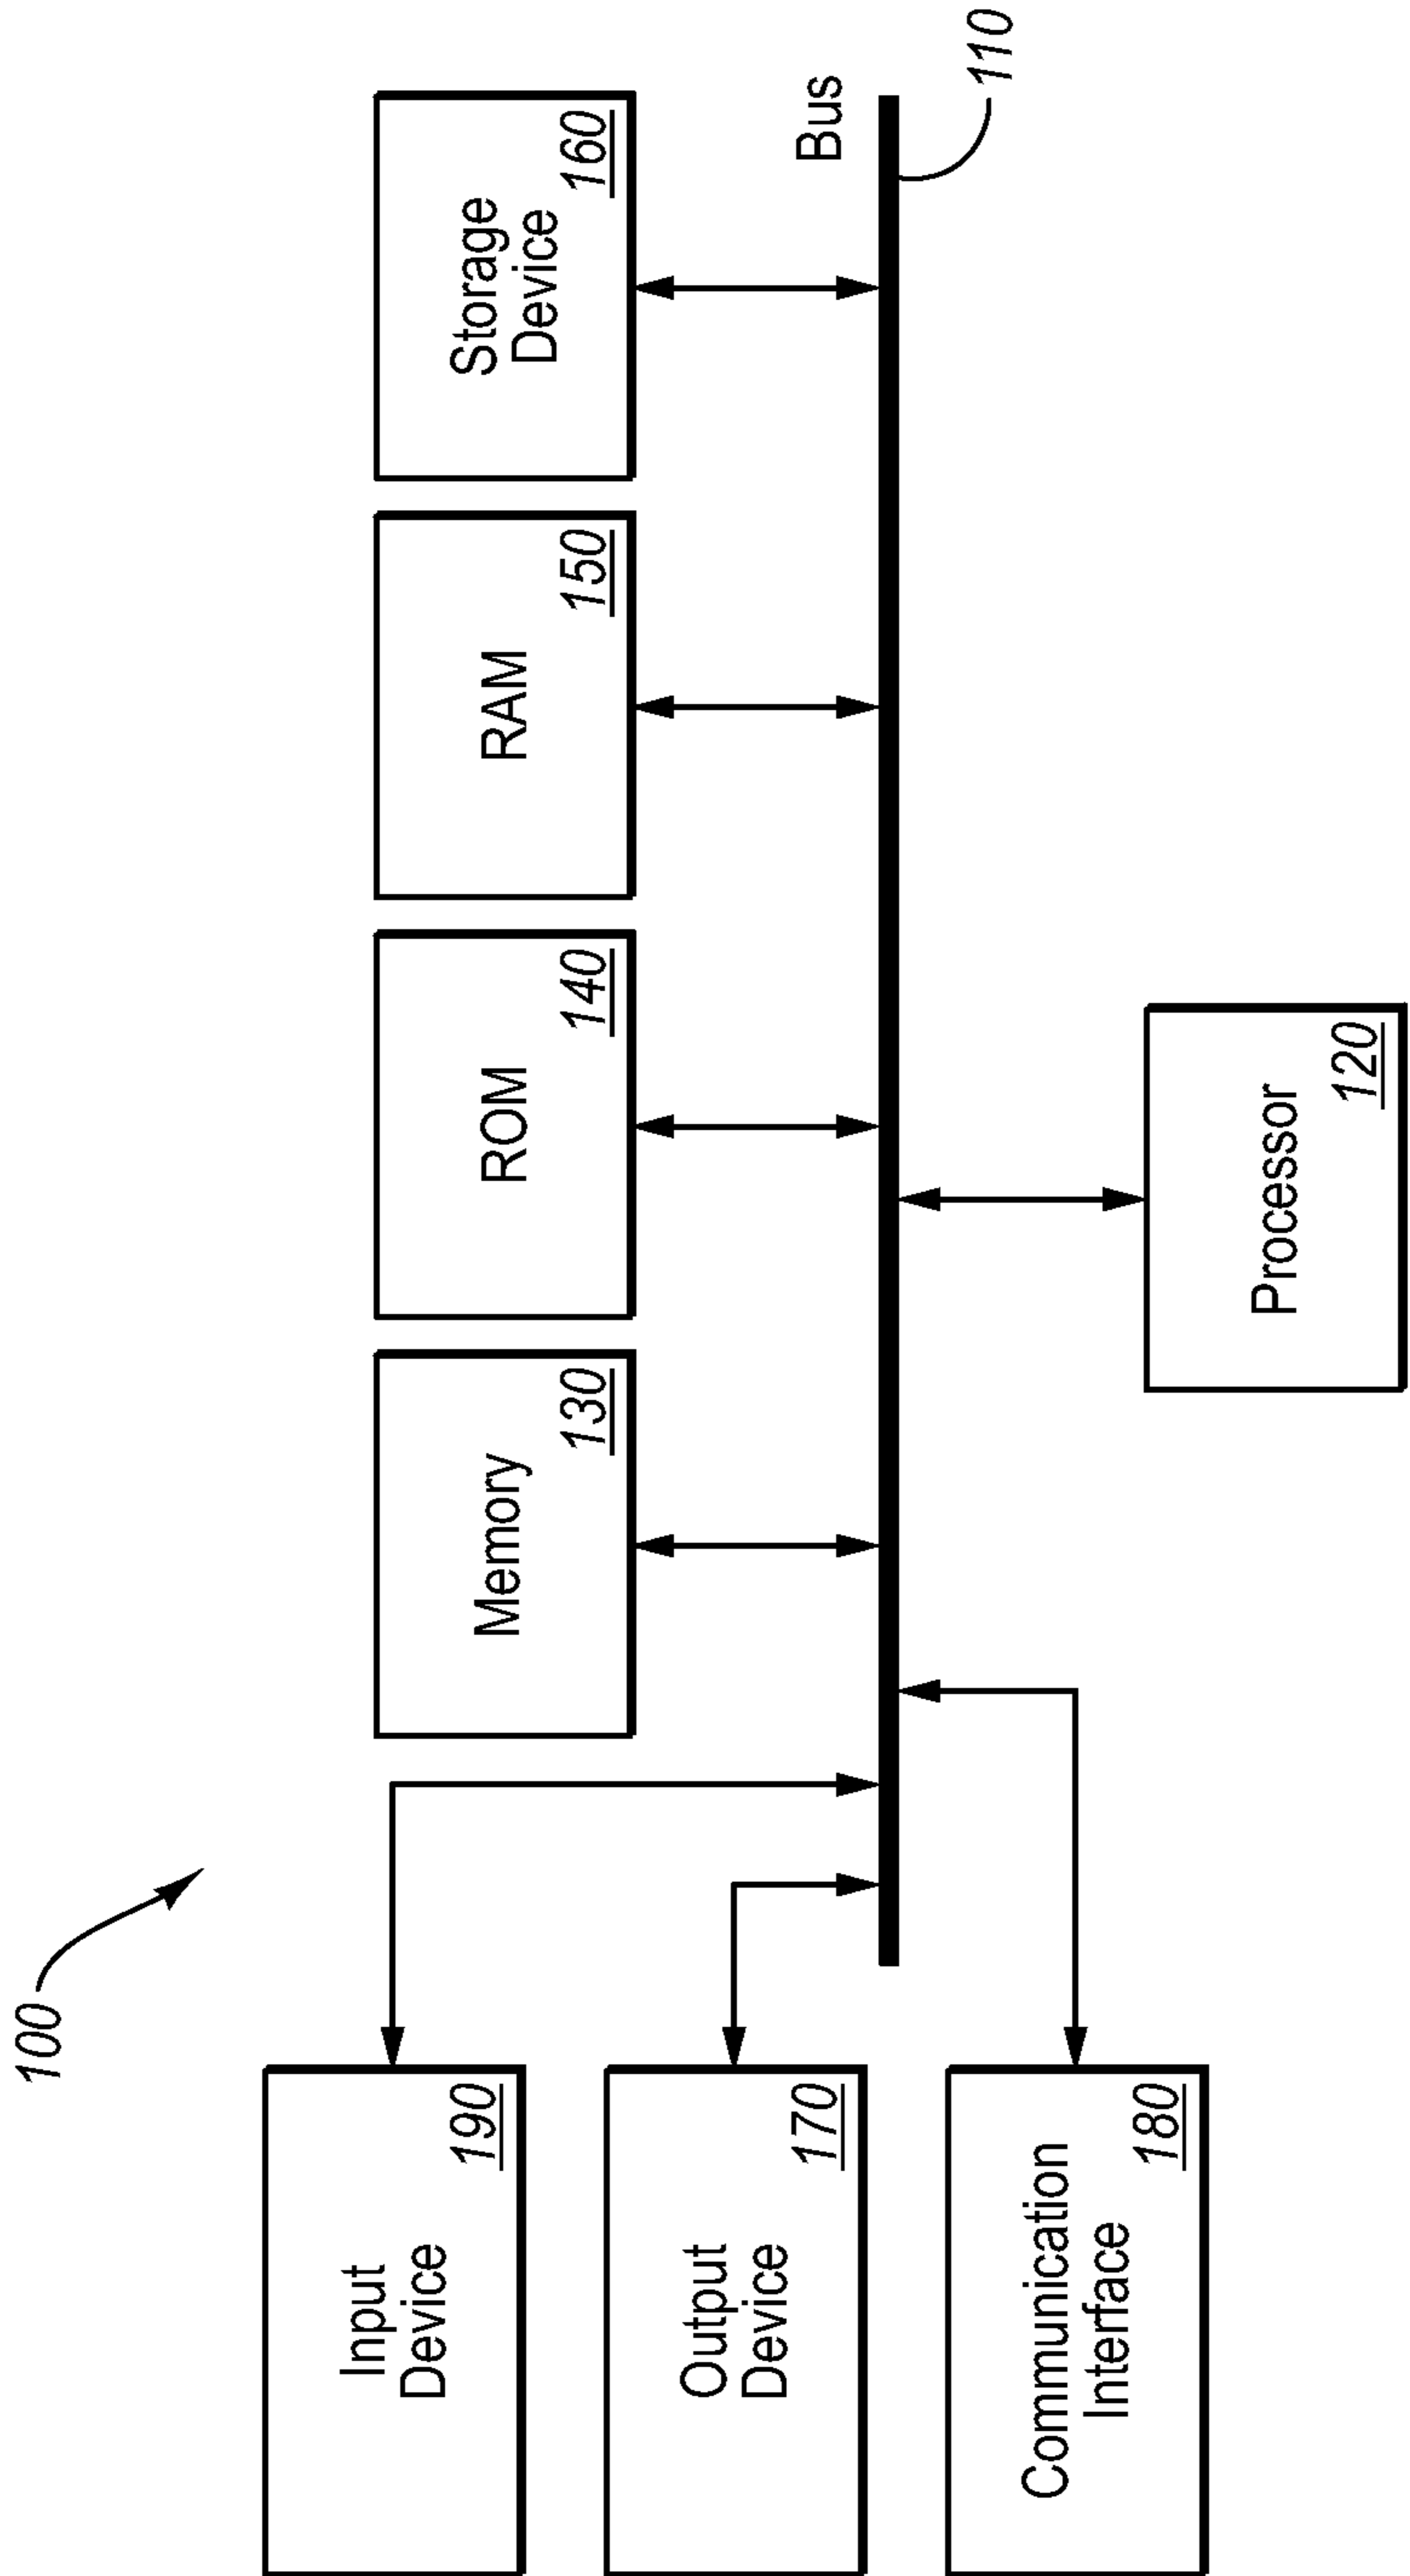 100
Input
Device
190
Memory
130
ROM
140
RAM
150
Storage
Device
160
Output
Device
170
Bus
110
Communication
Interface
180
Processor
120